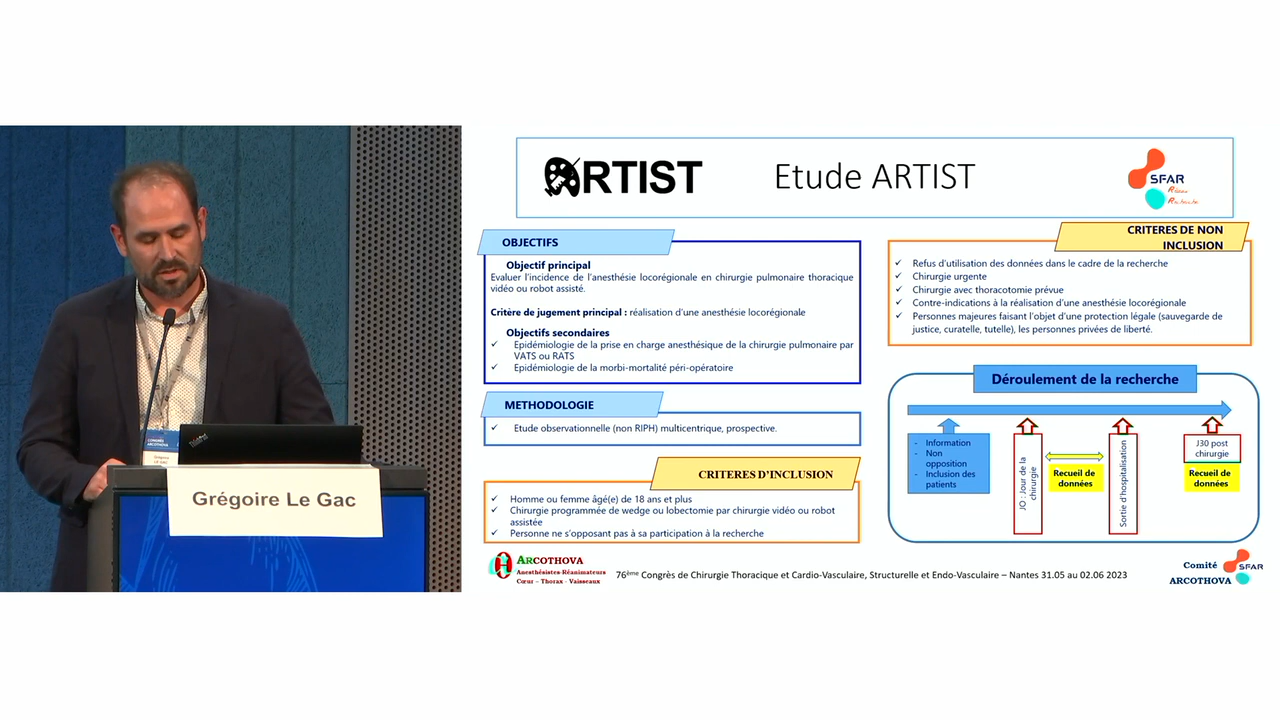 CONGRÈS
ARCOTHOVA
Grégoire
LE GAC
ThinkPad
Grégoire Le Gac
ARTIST
Etude ARTIST
SFAR
Réseau
Recherche
OBJECTIFS
Objectif principal
Evaluer l'incidence de l'anesthésie locorégionale en chirurgie pulmonaire thoracique
vidéo ou robot assisté.
Critère de jugement principal : réalisation d'une anesthésie locorégionale
Objectifs secondaires
✓ Epidémiologie de la prise en charge anesthésique de la chirurgie pulmonaire par
VATS ou RATS
✓ Epidémiologie de la morbi-mortalité péri-opératoire
METHODOLOGIE
✓ Etude observationnelle (non RIPH) multicentrique, prospective.
CRITERES D'INCLUSION
✓ Homme ou femme âgé(e) de 18 ans et plus
✓ Chirurgie programmée de wedge ou lobectomie par chirurgie vidéo ou robot
assistée
✓ Personne ne s'opposant pas à sa participation à la recherche
CRITERES DE NON
INCLUSION
✓ Refus d'utilisation des données dans le cadre de la recherche
✓ Chirurgie urgente
✓ Chirurgie avec thoracotomie prévue
✓ Contre-indications à la réalisation d'une anesthésie locorégionale
✓ Personnes majeures faisant l'objet d'une protection légale (sauvegarde de
justice, curatelle, tutelle), les personnes privées de liberté.
Déroulement de la recherche
- Information
- Non
opposition
- Inclusion des
patients
JO : Jour de la
chirurgie
Recueil de
données
Sortie d'hospitalisation
J30 post
chirurgie
Recueil de
données
ARCOTHOVA
Anesthésistes-Réanimateurs
Cœur - Thorax - Vaisseaux
76ème Congrès de Chirurgie Thoracique et Cardio-Vasculaire, Structurelle et Endo-Vasculaire – Nantes 31.05 au 02.06 2023
Comité
ARCOTHOVA
SFAR